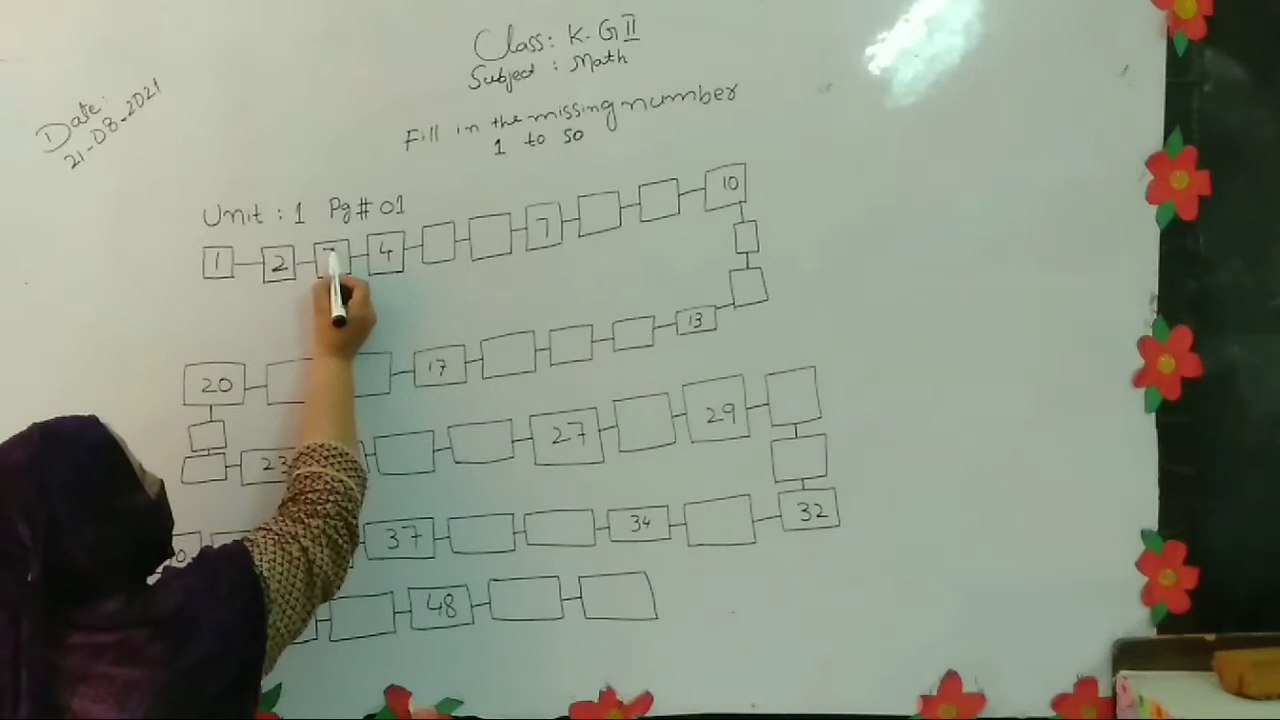 Date:
21-08-2021
Class: K.G II
Subject: Math
Fill in the missing number
1 to 50
Unit: 1 Pg# 01
1 2 4 7 10
20 17 13
23 27 29
37 34 32
48